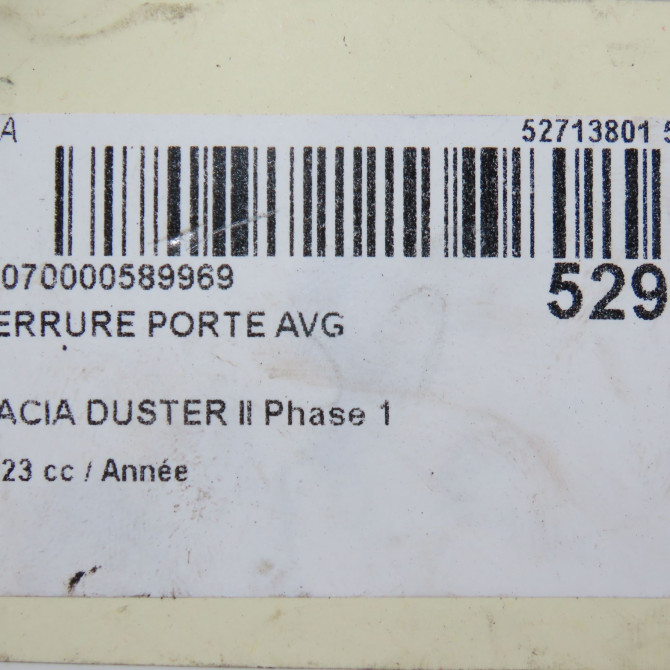 A 52713801 5
070000589969
529
ERRURE PORTE AVG
ACIA DUSTER II Phase 1
23 cc / Année